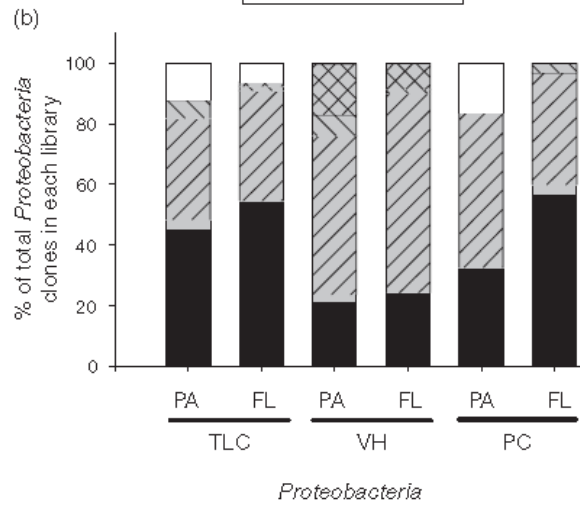 (b)
% of total Proteobacteria
clones in each library
100
80
60
40
20
0
PA FL PA FL PA FL
TLC VH PC
Proteobacteria